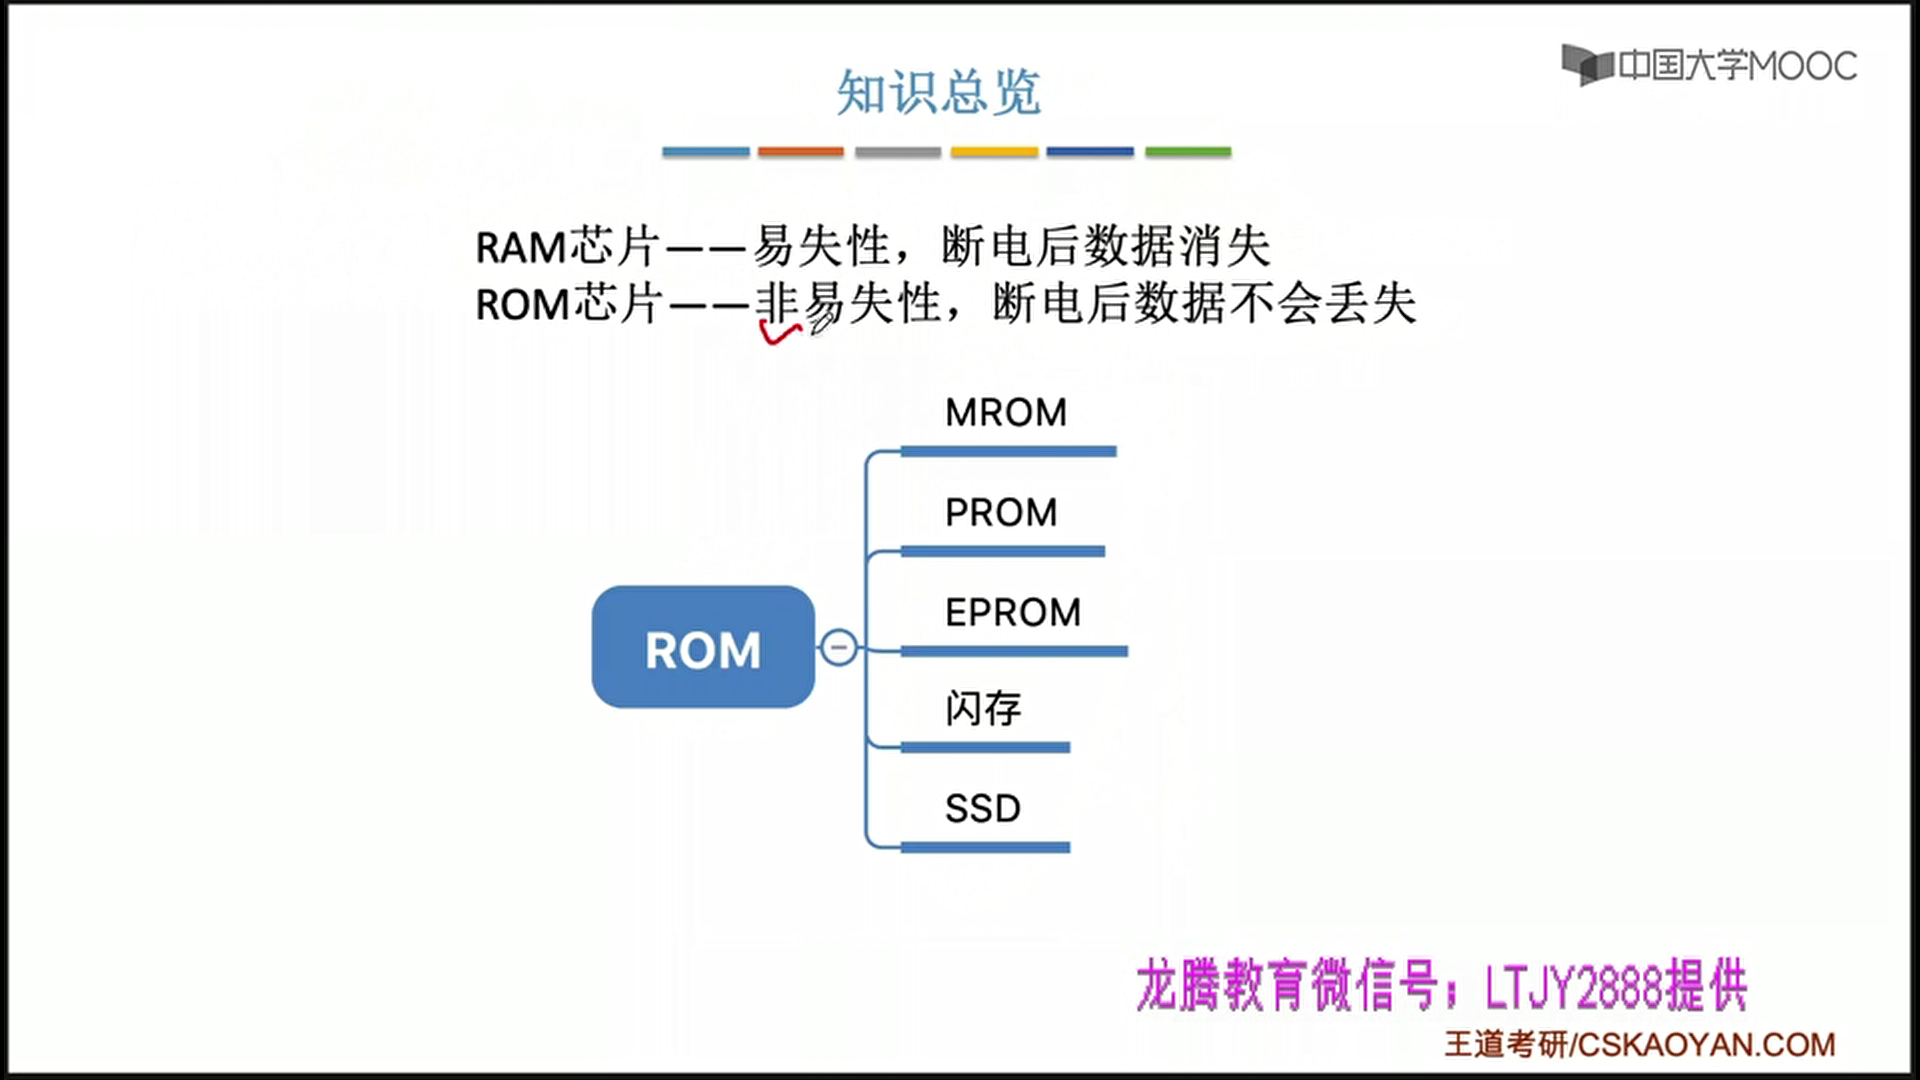 中国大学MOOC
知识总览
RAM芯片——易失性，断电后数据消失
ROM芯片——非易失性，断电后数据不会丢失
MROM
PROM
EPROM
ROM
闪存
SSD
龙腾教育微信号；LTJY2888提供
王道考研/CSKAOYAN.COM